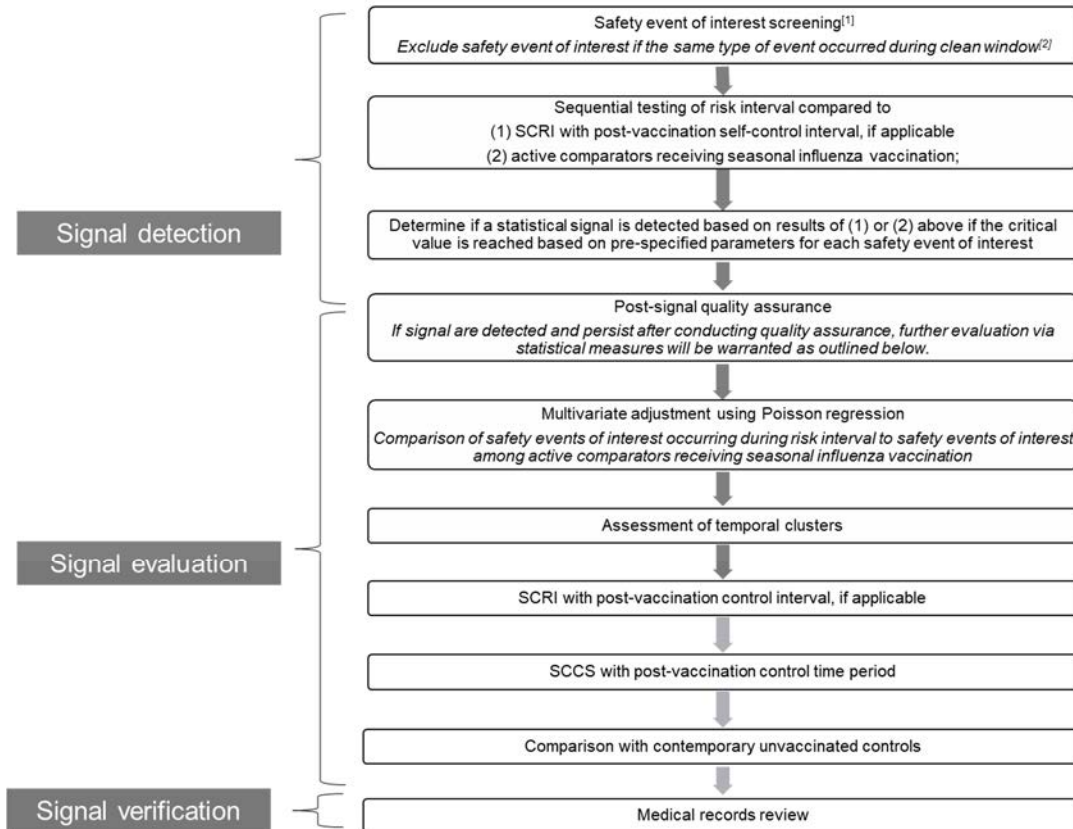 Safety event of interest screening[1]
Exclude safety event of interest if the same type of event occurred during clean window[2]
Sequential testing of risk interval compared to
(1) SCRI with post-vaccination self-control interval, if applicable
(2) active comparators receiving seasonal influenza vaccination;
Signal detection
Determine if a statistical signal is detected based on results of (1) or (2) above if the critical
value is reached based on pre-specified parameters for each safety event of interest
Post-signal quality assurance
If signal are detected and persist after conducting quality assurance, further evaluation via
statistical measures will be warranted as outlined below.
Multivariate adjustment using Poisson regression
Comparison of safety events of interest occurring during risk interval to safety events of interest
among active comparators receiving seasonal influenza vaccination
Assessment of temporal clusters
Signal evaluation
SCRI with post-vaccination control interval, if applicable
SCCS with post-vaccination control time period
Comparison with contemporary unvaccinated controls
Signal verification
Medical records review